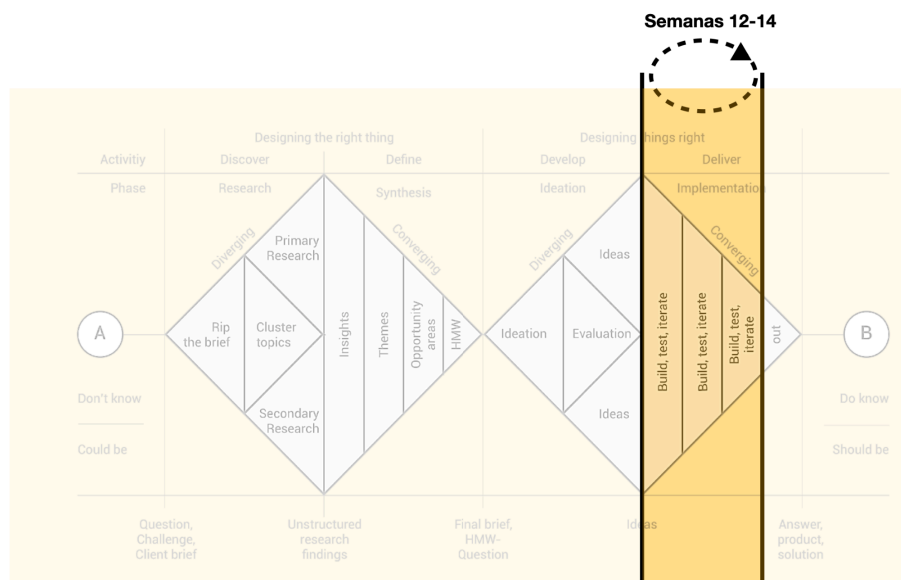 Semanas 12-14
Designing the right thing
Designing things right
Activitiy
Discover
Define
Develop
Deliver
Phase
Research
Synthesis
Ideation
Implementation
Diverging
Converging
Diverging
Converging
Primary
Research
Rip
the brief
Cluster
topics
Secondary
Research
Insights
Themes
Opportunity
areas
HMW
Ideas
Ideation
Evaluation
Ideas
Build, test, iterate
Build, test, iterate
Build, test,
iterate
out
A
B
Don't know
Could be
Do know
Should be
Question,
Challenge,
Client brief
Unstructured
research
findings
Final brief,
HMW-
Question
Ideas
Answer,
product,
solution